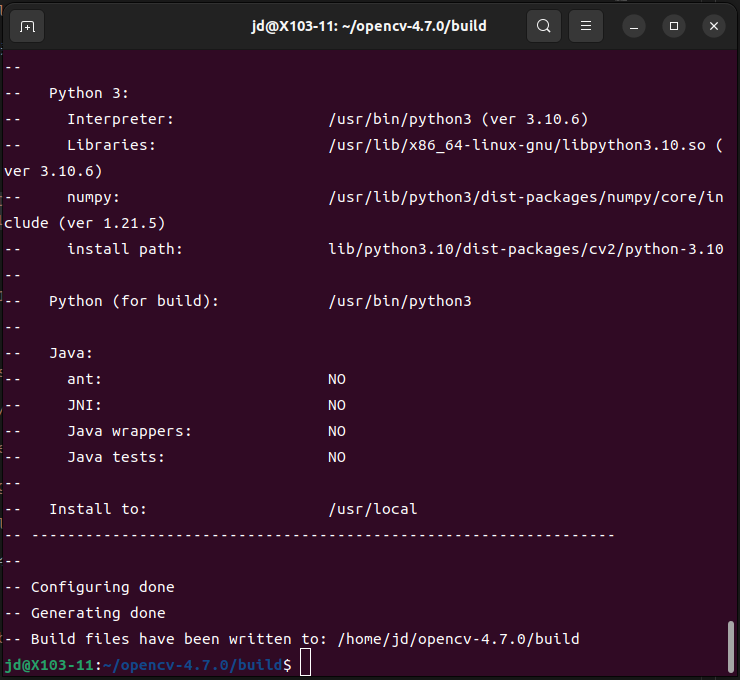 jd@X103-11: ~/opencv-4.7.0/build
--
--   Python 3:
--     Interpreter:                 /usr/bin/python3 (ver 3.10.6)
--     Libraries:                   /usr/lib/x86_64-linux-gnu/libpython3.10.so (
ver 3.10.6)
--     numpy:                       /usr/lib/python3/dist-packages/numpy/core/in
clude (ver 1.21.5)
--     install path:                lib/python3.10/dist-packages/cv2/python-3.10
--
--   Python (for build):            /usr/bin/python3
--
--   Java:
--     ant:                         NO
--     JNI:                         NO
--     Java wrappers:               NO
--     Java tests:                  NO
--
--   Install to:                    /usr/local
-- -----------------------------------------------------------------
--
-- Configuring done
-- Generating done
-- Build files have been written to: /home/jd/opencv-4.7.0/build
jd@X103-11:~/opencv-4.7.0/build$